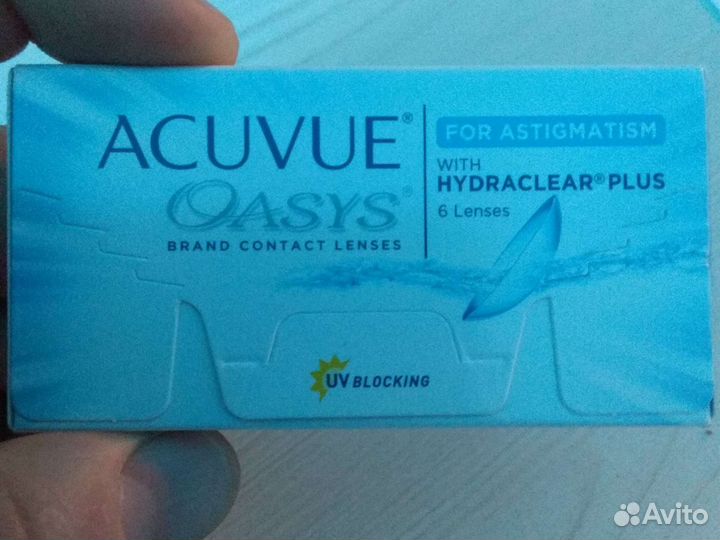 ACUVUE®
OASYS®
BRAND CONTACT LENSES
FOR ASTIGMATISM
WITH
HYDRACLEAR® PLUS
6 Lenses
UV BLOCKING
Avito